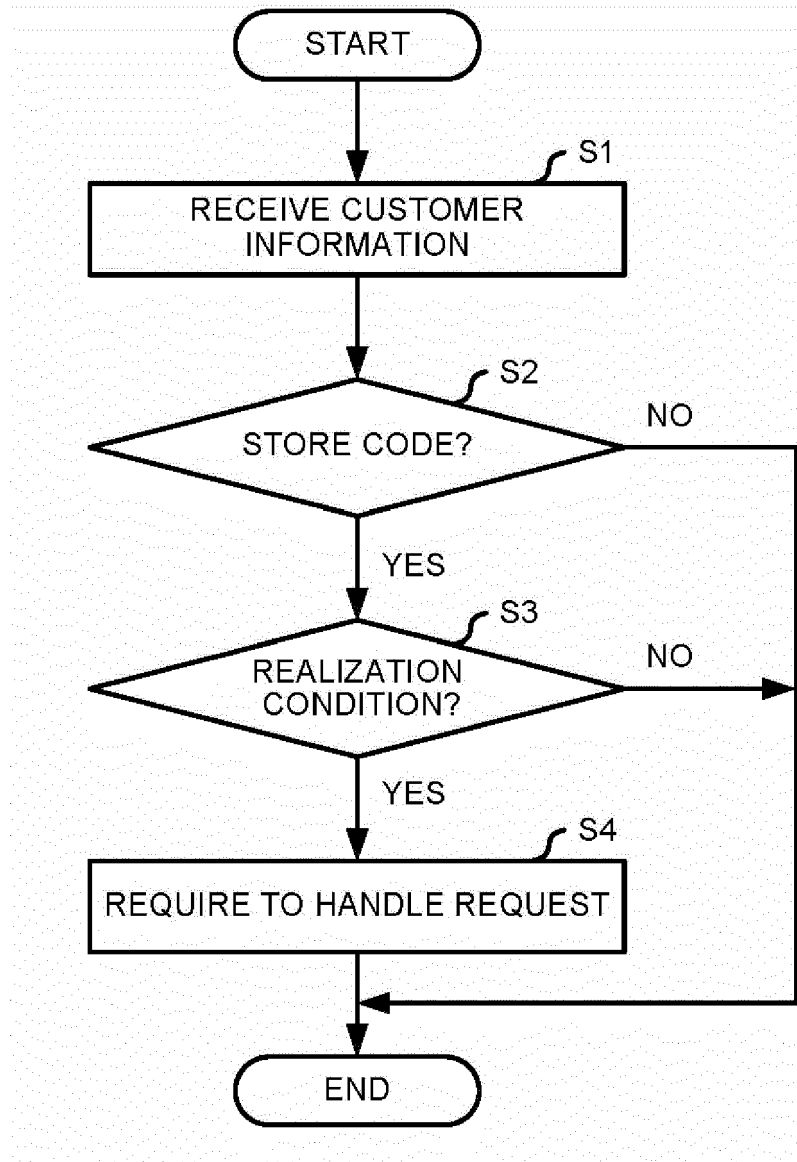 START
S1
RECEIVE CUSTOMER
INFORMATION
S2
STORE CODE?
NO
YES
S3
REALIZATION
CONDITION?
NO
YES
S4
REQUIRE TO HANDLE REQUEST
END